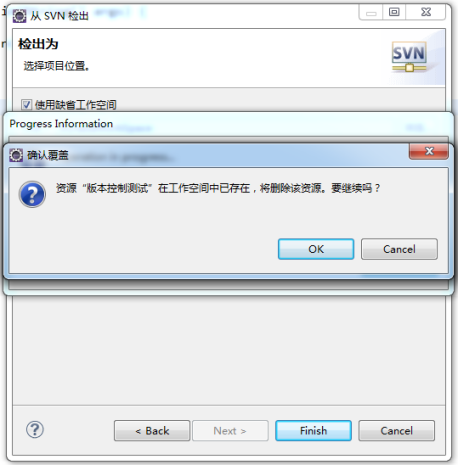 从 SVN 检出
检出为
选择项目位置。
SVN
使用缺省工作空间
Progress Information
确认覆盖
资源“版本控制测试”在工作空间中已存在，将删除该资源。要继续吗？
OK
Cancel
< Back
Next >
Finish
Cancel